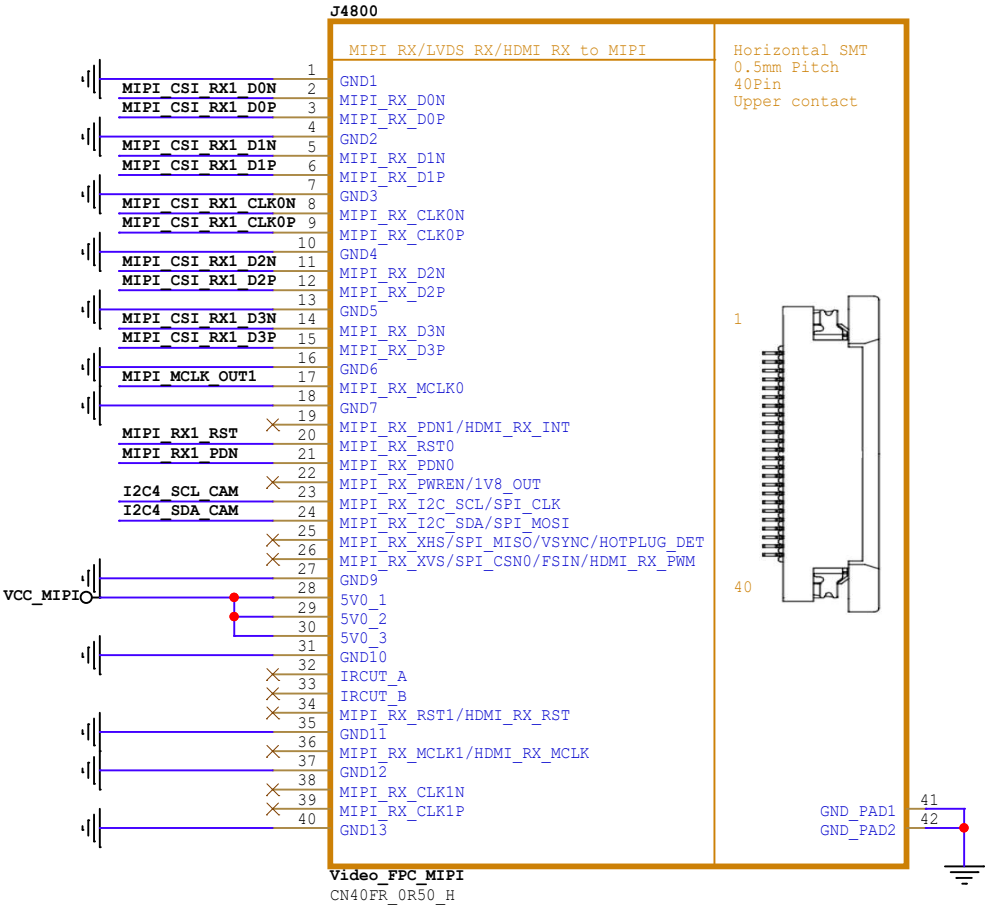 J4800
MIPI RX/LVDS RX/HDMI RX to MIPI
Horizontal SMT
0.5mm Pitch
40Pin
Upper contact
1 GND1
MIPI_CSI_RX1_D0N 2 MIPI_RX_D0N
MIPI_CSI_RX1_D0P 3 MIPI_RX_D0P
4 GND2
MIPI_CSI_RX1_D1N 5 MIPI_RX_D1N
MIPI_CSI_RX1_D1P 6 MIPI_RX_D1P
7 GND3
MIPI_CSI_RX1_CLK0N 8 MIPI_RX_CLK0N
MIPI_CSI_RX1_CLK0P 9 MIPI_RX_CLK0P
10 GND4
MIPI_CSI_RX1_D2N 11 MIPI_RX_D2N
MIPI_CSI_RX1_D2P 12 MIPI_RX_D2P
13 GND5
MIPI_CSI_RX1_D3N 14 MIPI_RX_D3N
MIPI_CSI_RX1_D3P 15 MIPI_RX_D3P
16 GND6
MIPI_MCLK_OUT1 17 MIPI_RX_MCLK0
18 GND7
19 MIPI_RX_PDN1/HDMI_RX_INT
MIPI_RX1_RST 20 MIPI_RX_RST0
MIPI_RX1_PDN 21 MIPI_RX_PDN0
22 MIPI_RX_PWREN/1V8_OUT
I2C4_SCL_CAM 23 MIPI_RX_I2C_SCL/SPI_CLK
I2C4_SDA_CAM 24 MIPI_RX_I2C_SDA/SPI_MOSI
25 MIPI_RX_XHS/SPI_MISO/VSYNC/HOTPLUG_DET
26 MIPI_RX_XVS/SPI_CSN0/FSIN/HDMI_RX_PWM
27 GND9
VCC_MIPI 28 5V0_1
29 5V0_2
30 5V0_3
31 GND10
32 IRCUT_A
33 IRCUT_B
34 MIPI_RX_RST1/HDMI_RX_RST
35 GND11
36 MIPI_RX_MCLK1/HDMI_RX_MCLK
37 GND12
38 MIPI_RX_CLK1N
39 MIPI_RX_CLK1P
40 GND13
1
40
GND_PAD1 41
GND_PAD2 42
Video_FPC_MIPI
CN40FR_0R50_H